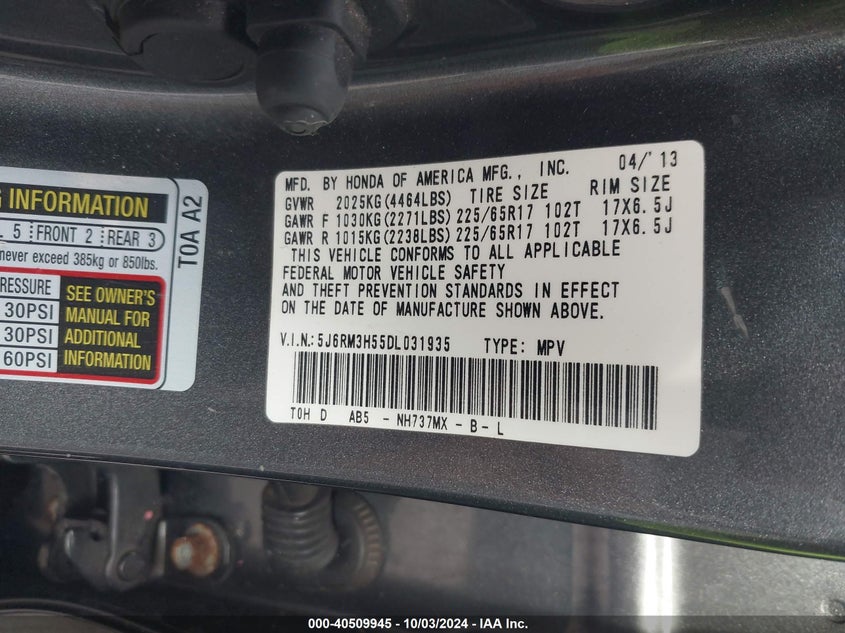 G INFORMATION
L 5 FRONT 2 REAR 3
never exceed 385kg or 850lbs.
PRESSURE
30PSI
30PSI
60PSI
SEE OWNER'S
MANUAL FOR
ADDITIONAL
INFORMATION
T0A A2
MFD. BY HONDA OF AMERICA MFG., INC. 04/'13
GVWR 2025KG(4464LBS) TIRE SIZE RIM SIZE
GAWR F 1030KG(2271LBS) 225/65R17 102T 17X6.5J
GAWR R 1015KG(2238LBS) 225/65R17 102T 17X6.5J
THIS VEHICLE CONFORMS TO ALL APPLICABLE
FEDERAL MOTOR VEHICLE SAFETY
AND THEFT PREVENTION STANDARDS IN EFFECT
ON THE DATE OF MANUFACTURE SHOWN ABOVE.
V.I.N.: 5J6RM3H55DL031935 TYPE: MPV
T0H D AB5 - NH737MX - B - L
000-40509945 - 10/03/2024 - IAA Inc.